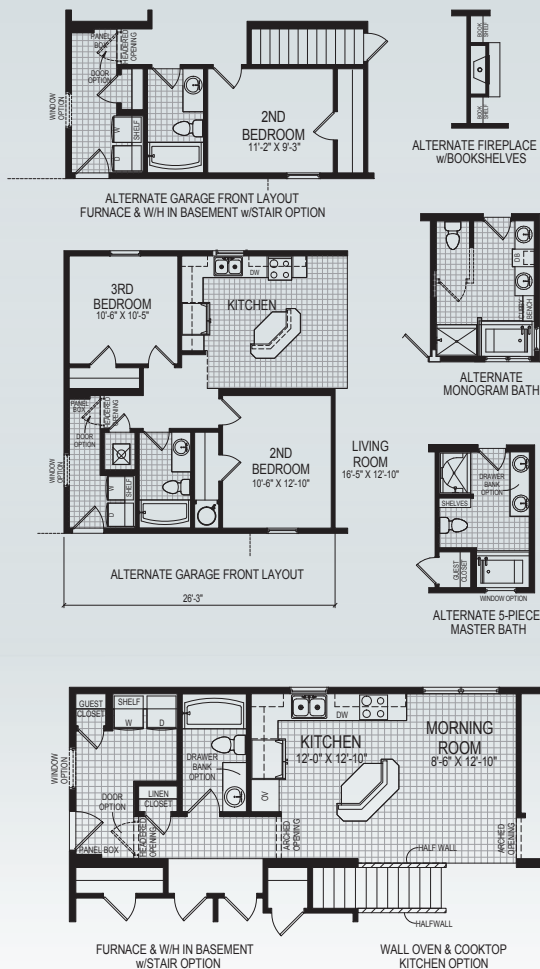 PANEL
BOX
HEADERED
OPENING
DOOR
OPTION
WINDOW
OPTION
W
SHELF
D
2ND
BEDROOM
11'-2" X 9'-3"
ALTERNATE GARAGE FRONT LAYOUT
FURNACE & W/H IN BASEMENT w/STAIR OPTION
BOOK
SHELF
BOOK
SHELF
ALTERNATE FIREPLACE
w/BOOKSHELVES
3RD
BEDROOM
10'-6" X 10'-5"
DW
KITCHEN
PANEL
BOX
HEADERED
OPENING
DOOR
OPTION
WINDOW
OPTION
W
SHELF
D
2ND
BEDROOM
10'-6" X 12'-10"
LIVING
ROOM
16'-5" X 12'-10"
ALTERNATE GARAGE FRONT LAYOUT
26'-3"
DB
BENCH
ALTERNATE
MONOGRAM BATH
DRAWER
BANK
OPTION
SHELVES
GUEST
CLOSET
WINDOW OPTION
ALTERNATE 5-PIECE
MASTER BATH
GUEST
CLOSET
SHELF
W
D
WINDOW
OPTION
DOOR
OPTION
PANEL BOX
HEADERED
OPENING
LINEN
CLOSET
DRAWER
BANK
OPTION
DW
OV
KITCHEN
12'-0" X 12'-10"
MORNING
ROOM
8'-6" X 12'-10"
ARCHED
OPENING
ARCHED
OPENING
HALF WALL
HALFWALL
FURNACE & W/H IN BASEMENT
w/STAIR OPTION
WALL OVEN & COOKTOP
KITCHEN OPTION